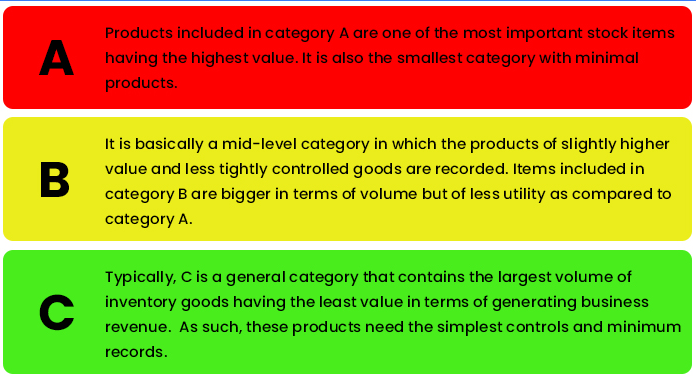 A
Products included in category A are one of the most important stock items
having the highest value. It is also the smallest category with minimal
products.
B
It is basically a mid-level category in which the products of slightly higher
value and less tightly controlled goods are recorded. Items included in
category B are bigger in terms of volume but of less utility as compared to
category A.
C
Typically, C is a general category that contains the largest volume of
inventory goods having the least value in terms of generating business
revenue.  As such, these products need the simplest controls and minimum
records.